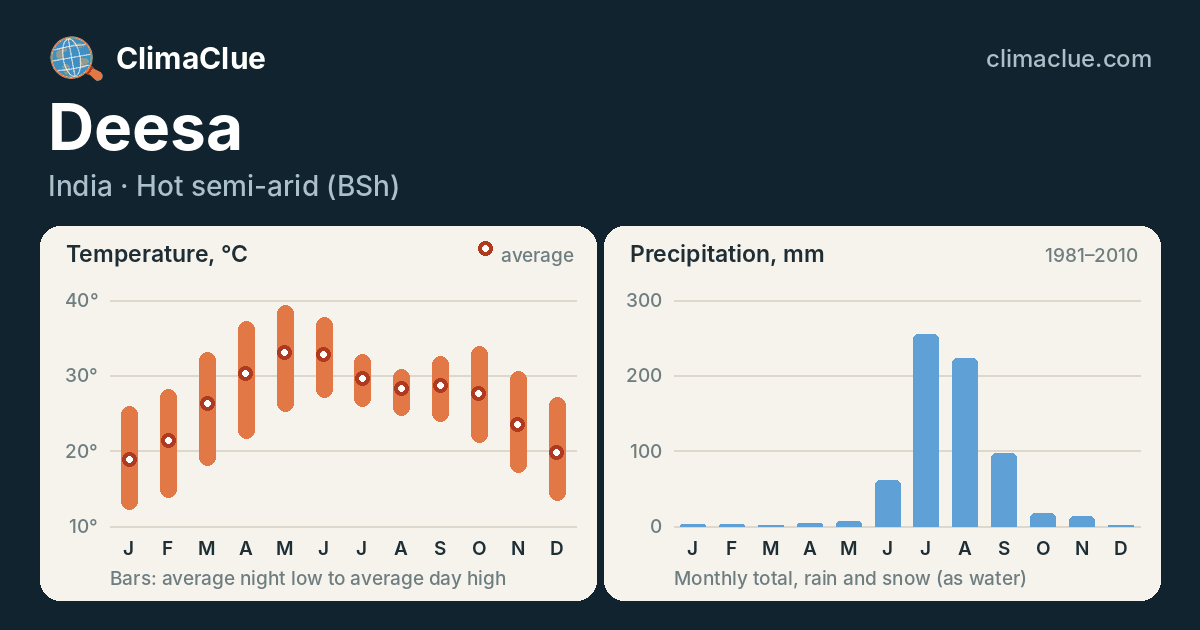 ClimaClue
climaclue.com
Deesa
India · Hot semi-arid (BSh)
Temperature, °C
average
40°
30°
20°
10°
J F M A M J J A S O N D
Bars: average night low to average day high
Precipitation, mm
1981–2010
300
200
100
0
J F M A M J J A S O N D
Monthly total, rain and snow (as water)